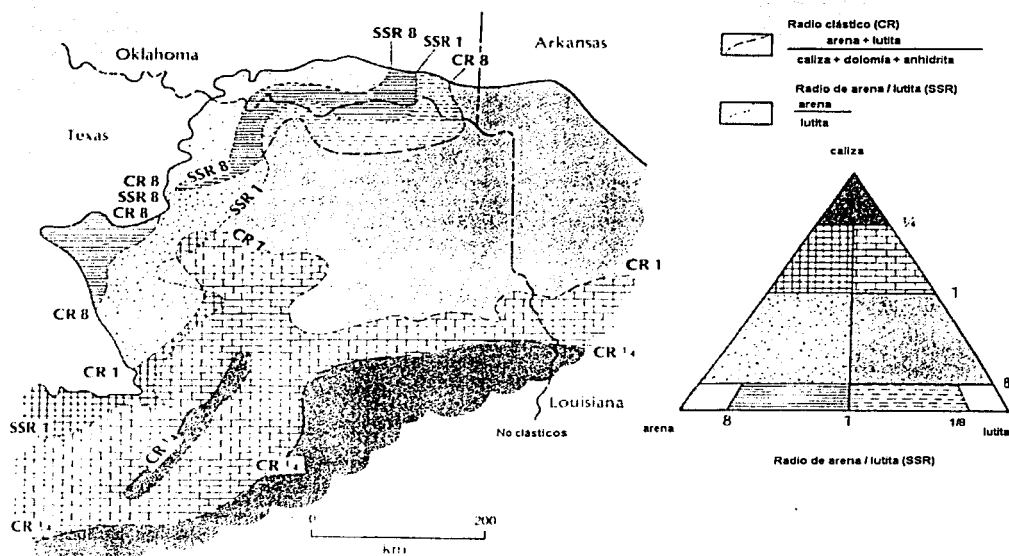 Oklahoma
SSR 8
SSR 1
CR 8
Arkansas
Texas
CR 8
SSR 8
CR 8
SSR 8
SSR 1
CR 1
CR 1
CR 8
CR 1
CR ¼
SSR 1
CR ¼
CR ¼
CR ¼
Louisiana
No clásticos
0
200
km
Radio clástico (CR)
arena + lutita
caliza + dolomía + anhidrita
Radio de arena / lutita (SSR)
arena
lutita
caliza
¼
1
8
arena
8
1
1/8
lutita
Radio de arena / lutita (SSR)